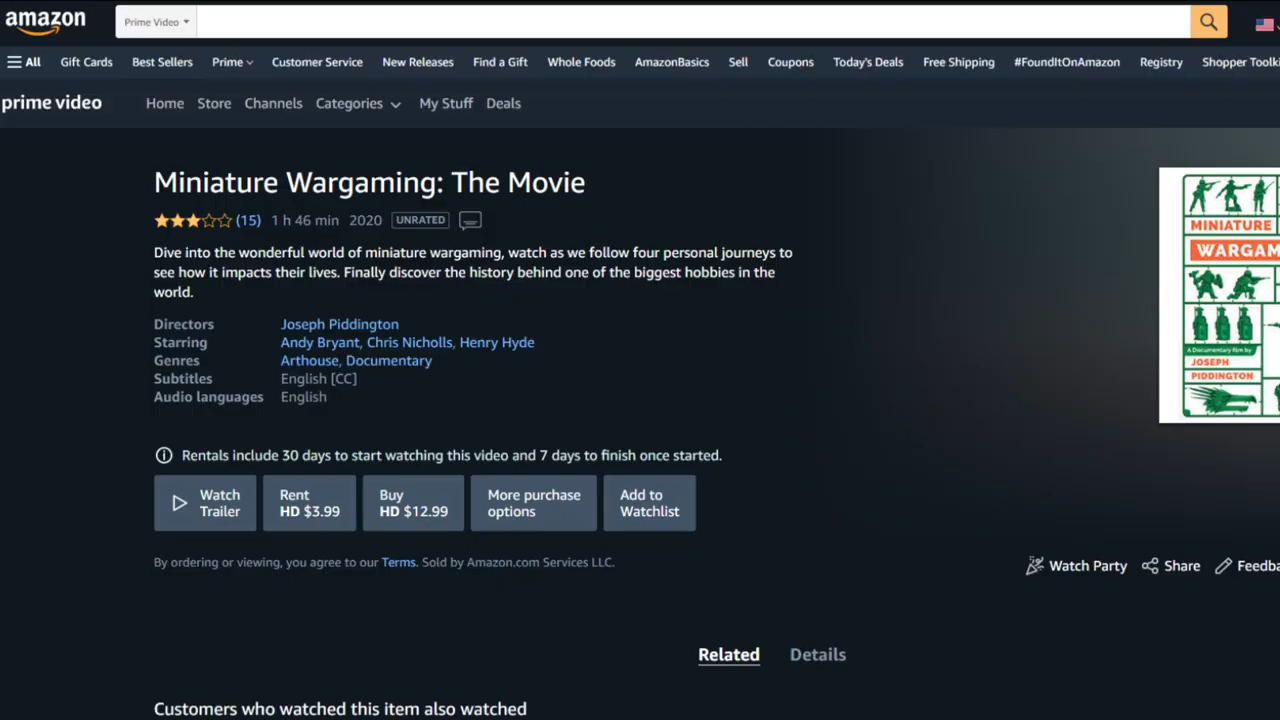 amazon
Prime Video
All Gift Cards Best Sellers Prime Customer Service New Releases Find a Gift Whole Foods AmazonBasics Sell Coupons Today's Deals Free Shipping #FoundItOnAmazon Registry Shopper Toolki
prime video Home Store Channels Categories My Stuff Deals
Miniature Wargaming: The Movie
(15) 1 h 46 min 2020 UNRATED
Dive into the wonderful world of miniature wargaming, watch as we follow four personal journeys to
see how it impacts their lives. Finally discover the history behind one of the biggest hobbies in the
world.
Directors Joseph Piddington
Starring Andy Bryant, Chris Nicholls, Henry Hyde
Genres Arthouse, Documentary
Subtitles English [CC]
Audio languages English
Rentals include 30 days to start watching this video and 7 days to finish once started.
Watch Trailer
Rent HD $3.99
Buy HD $12.99
More purchase options
Add to Watchlist
By ordering or viewing, you agree to our Terms. Sold by Amazon.com Services LLC.
MINIATURE
WARGAM
A Documentary Film by
JOSEPH
PIDDINGTON
Watch Party Share Feedba
Related Details
Customers who watched this item also watched